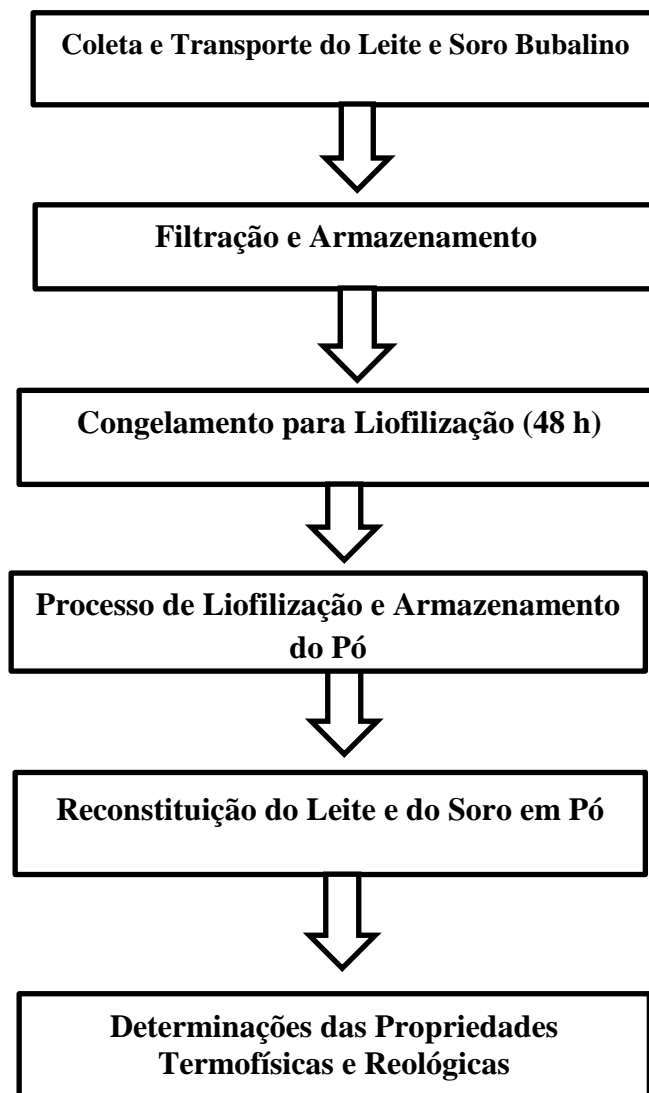 Coleta e Transporte do Leite e Soro Bubalino
Filtração e Armazenamento
Congelamento para Liofilização (48 h)
Processo de Liofilização e Armazenamento
do Pó
Reconstituição do Leite e do Soro em Pó
Determinações das Propriedades
Termofísicas e Reológicas